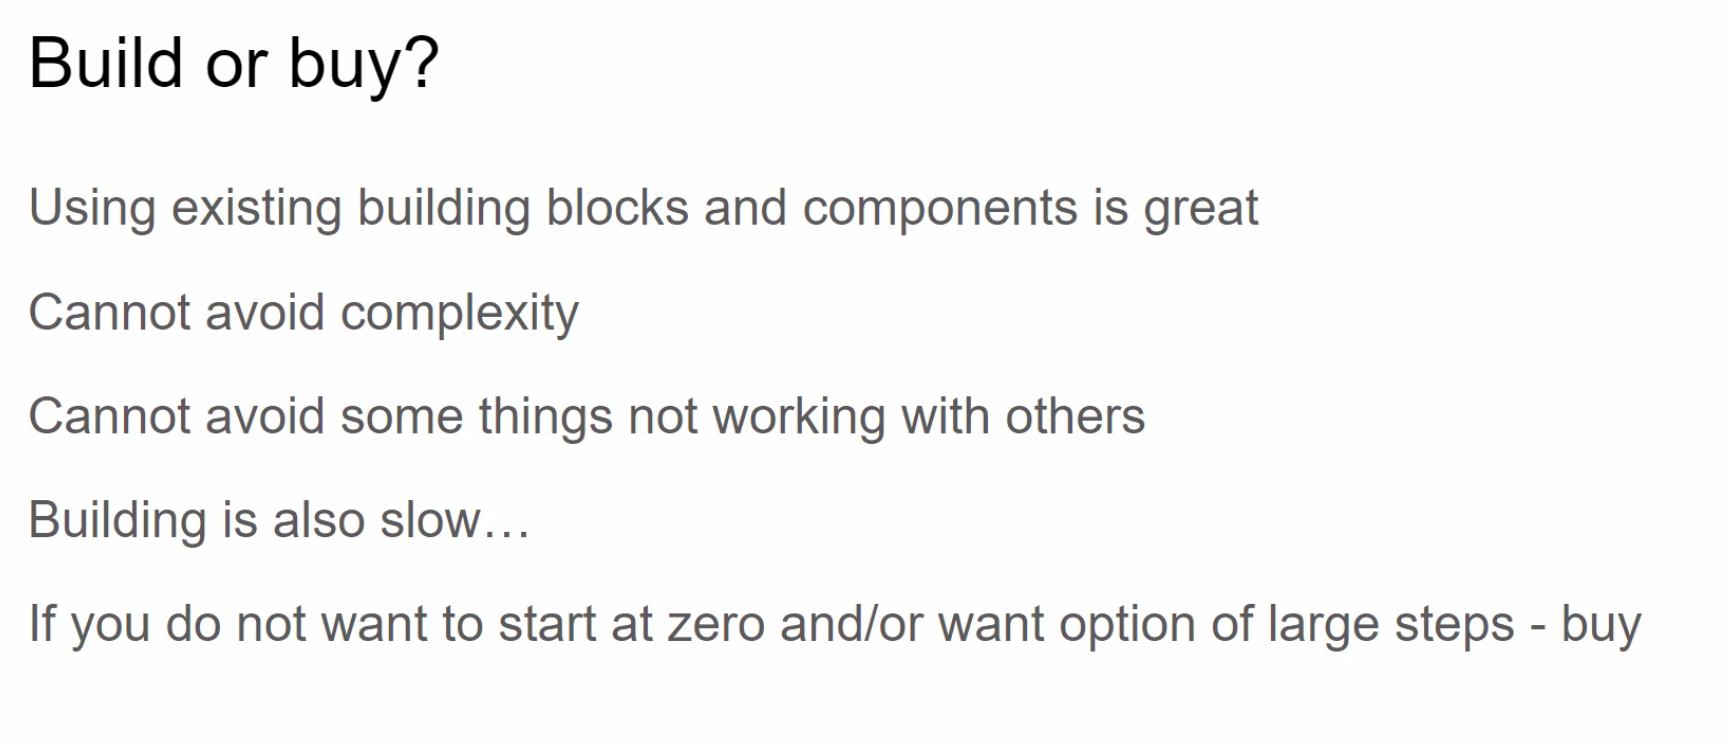 Build or buy?
Using existing building blocks and components is great
Cannot avoid complexity
Cannot avoid some things not working with others
Building is also slow…
If you do not want to start at zero and/or want option of large steps - buy